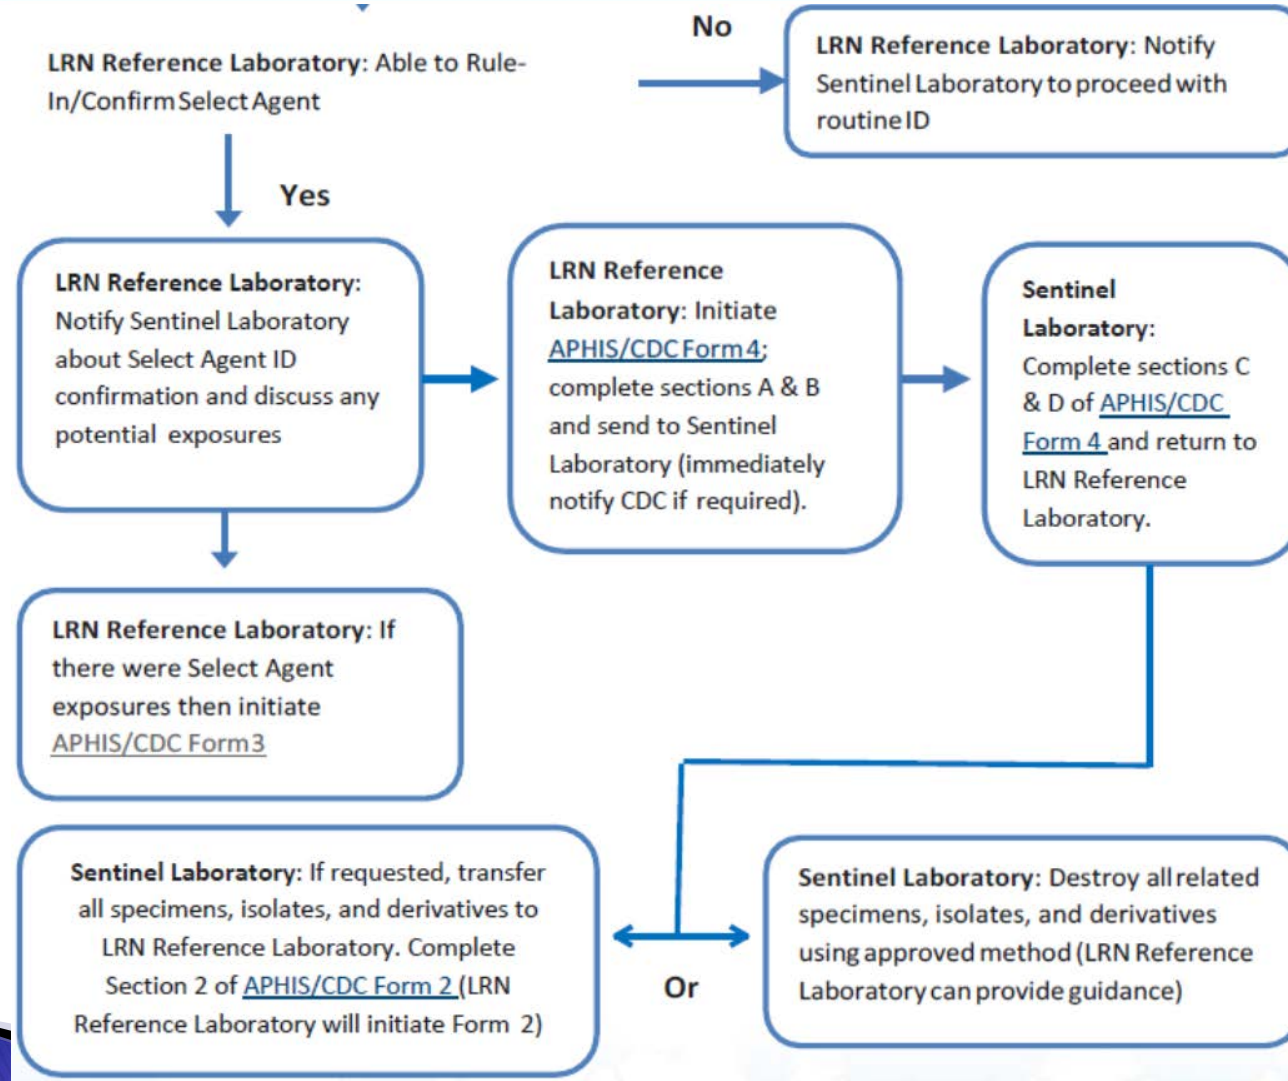 No
LRN Reference Laboratory: Able to Rule-
In/Confirm Select Agent
LRN Reference Laboratory: Notify
Sentinel Laboratory to proceed with
routine ID
Yes
LRN Reference Laboratory:
Notify Sentinel Laboratory
about Select Agent ID
confirmation and discuss any
potential exposures
LRN Reference
Laboratory: Initiate
APHIS/CDC Form 4;
complete sections A & B
and send to Sentinel
Laboratory (immediately
notify CDC if required).
Sentinel
Laboratory:
Complete sections C
& D of APHIS/CDC
Form 4 and return to
LRN Reference
Laboratory.
LRN Reference Laboratory: If
there were Select Agent
exposures then initiate
APHIS/CDC Form 3
Sentinel Laboratory: If requested, transfer
all specimens, isolates, and derivatives to
LRN Reference Laboratory. Complete
Section 2 of APHIS/CDC Form 2 (LRN
Reference Laboratory will initiate Form 2)
Or
Sentinel Laboratory: Destroy all related
specimens, isolates, and derivatives
using approved method (LRN Reference
Laboratory can provide guidance)